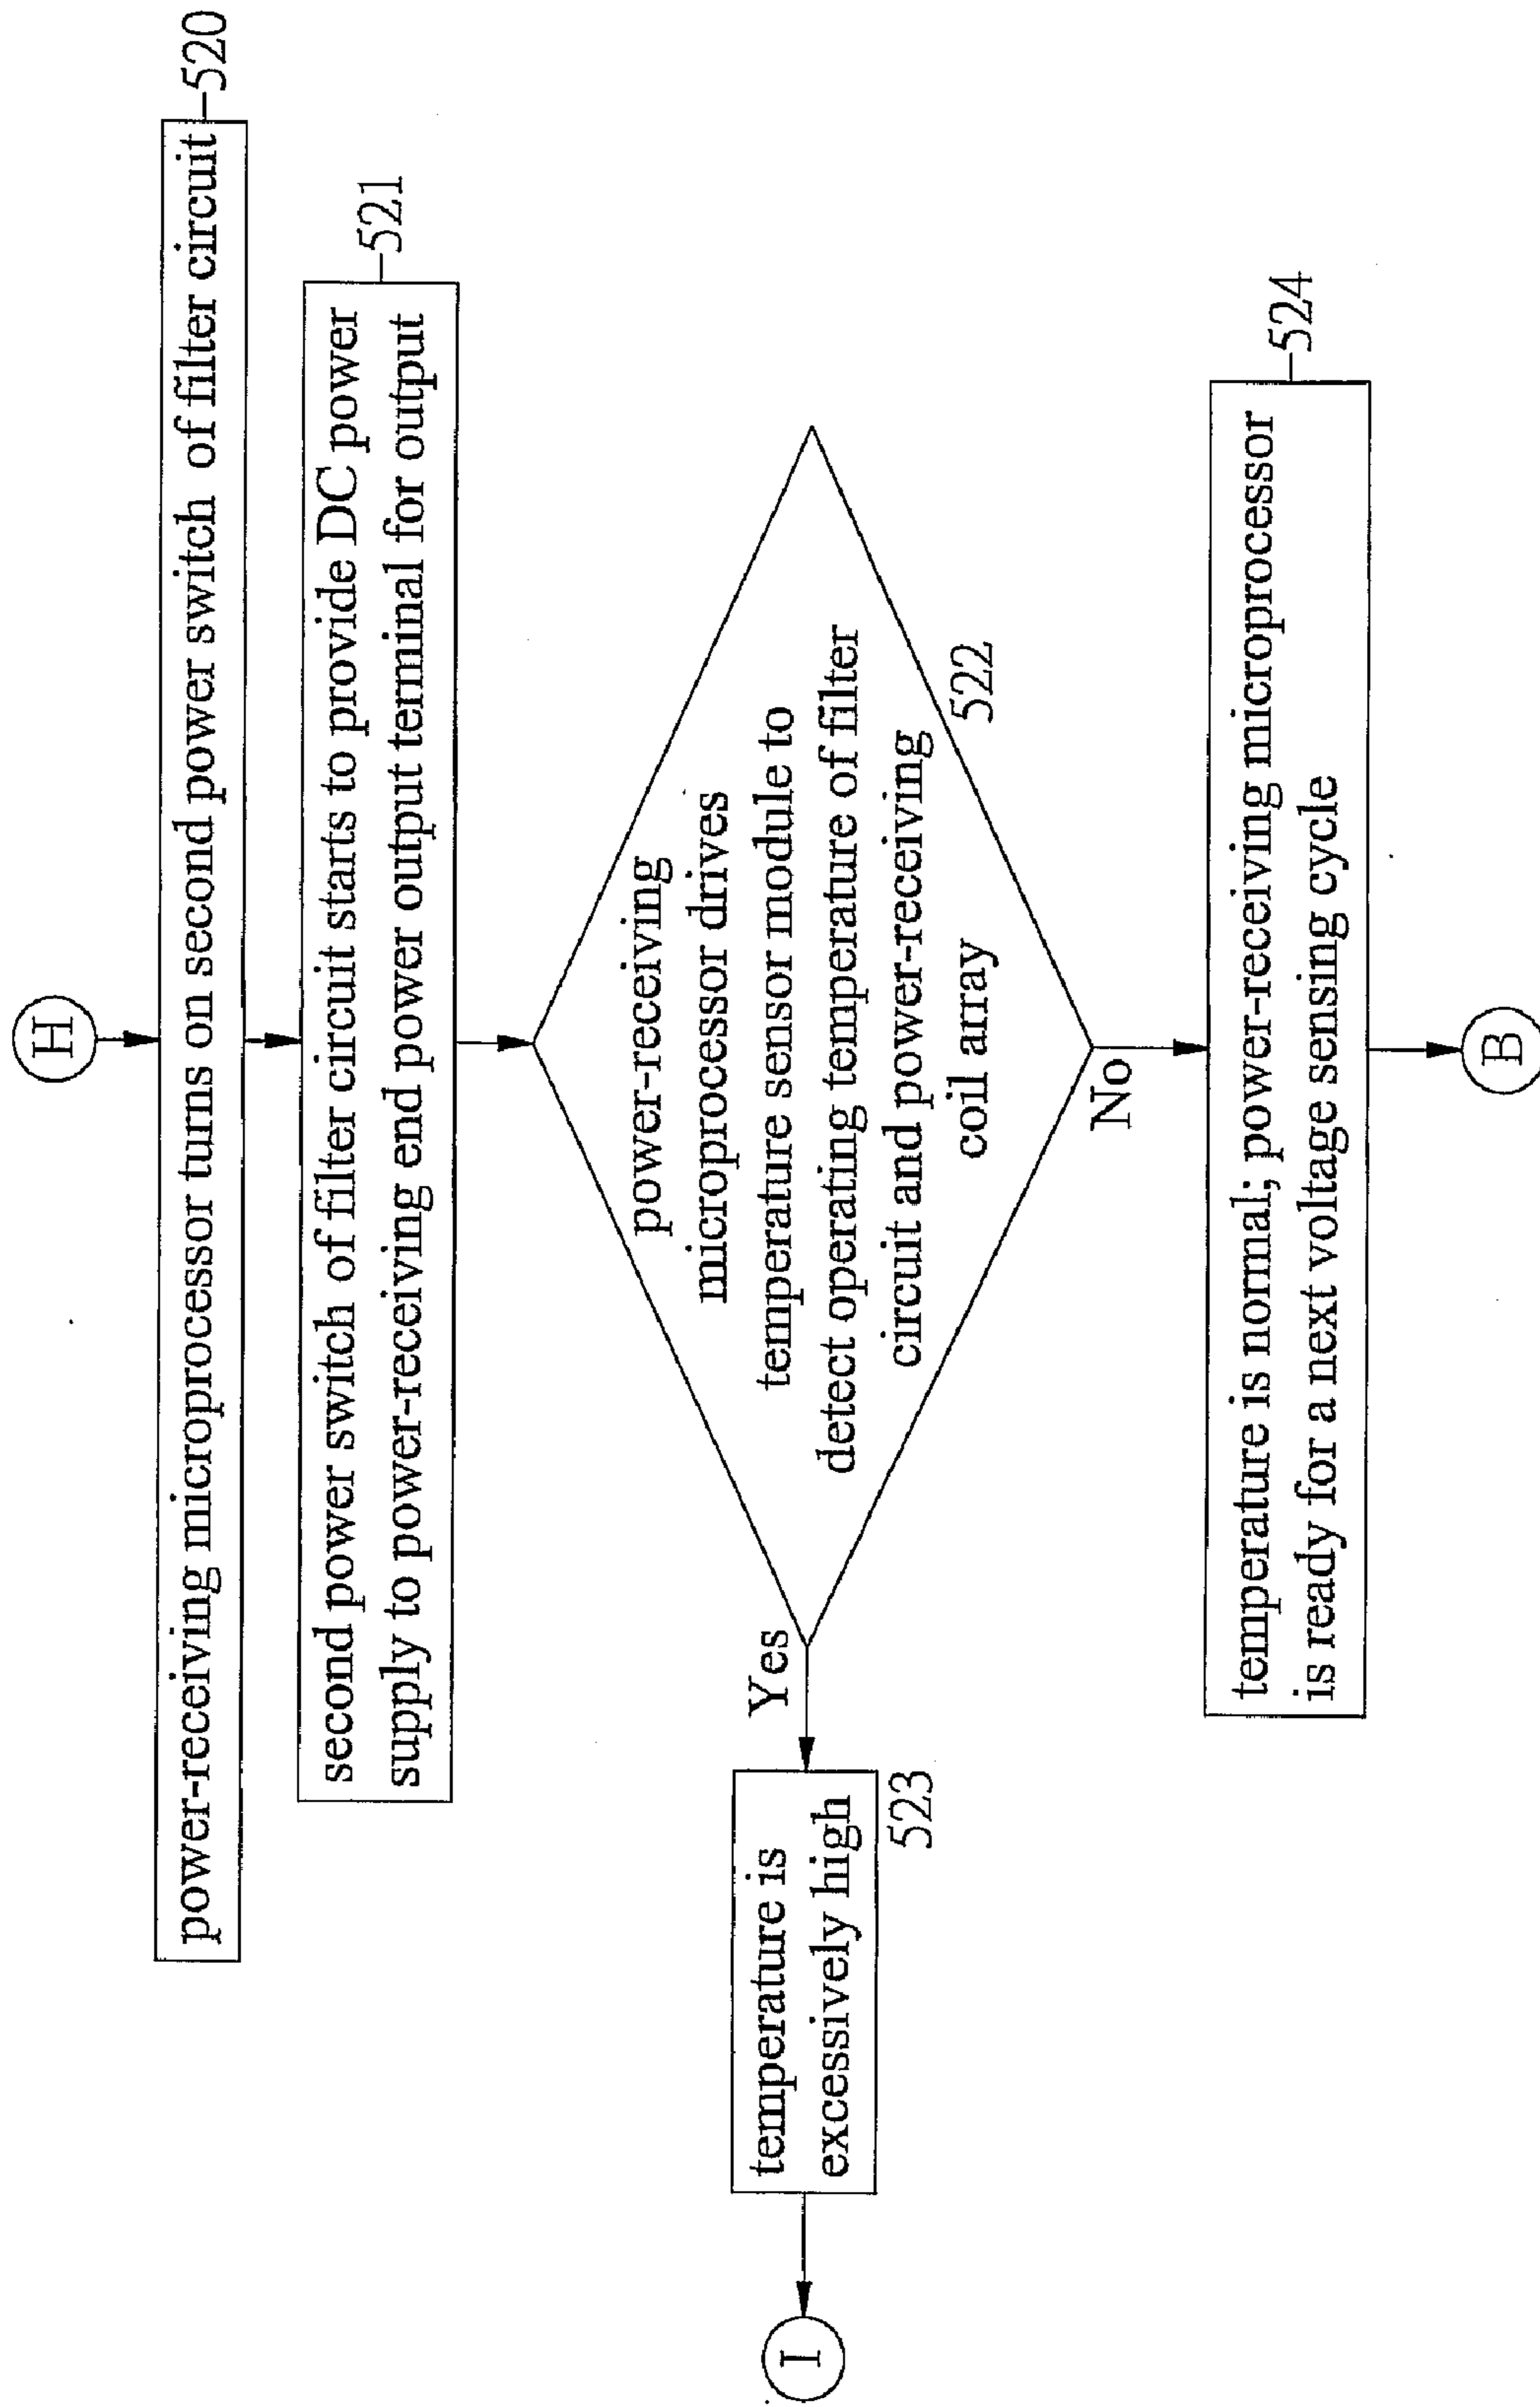 H
power-receiving microprocessor turns on second power switch of filter circuit
520
second power switch of filter circuit starts to provide DC power
supply to power-receiving end power output terminal for output
521
power-receiving
microprocessor drives
temperature sensor module to
detect operating temperature of filter
circuit and power-receiving
coil array
522
Yes
temperature is
excessively high
523
I
No
temperature is normal; power-receiving microprocessor
is ready for a next voltage sensing cycle
524
B